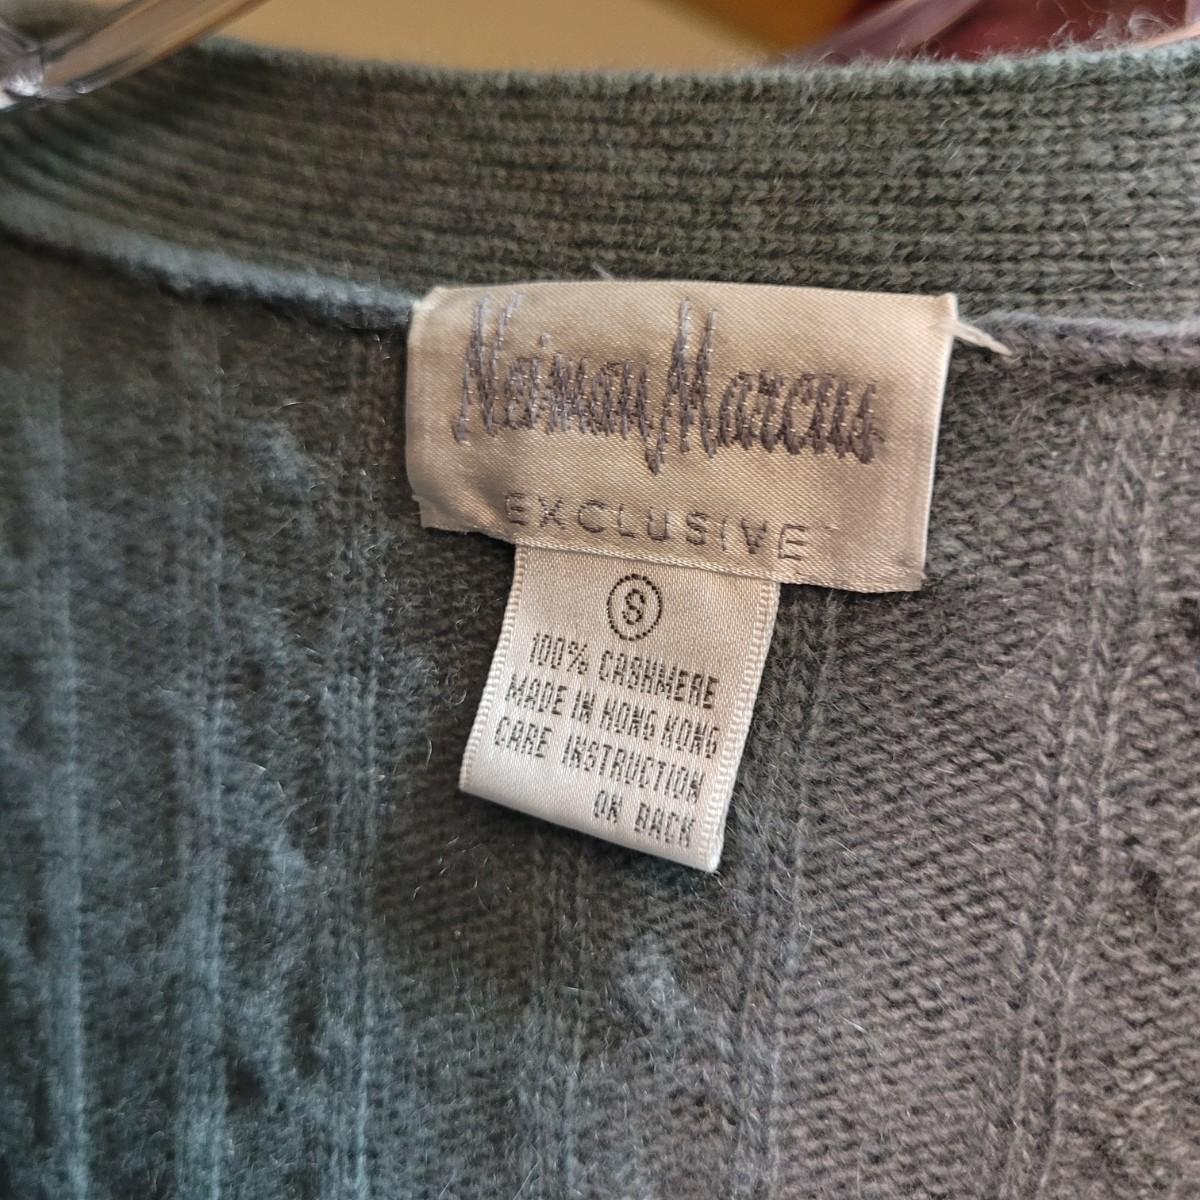 Neiman Marcus
EXCLUSIVE
S
100% CASHMERE
MADE IN HONG KONG
CARE INSTRUCTION
ON BACK